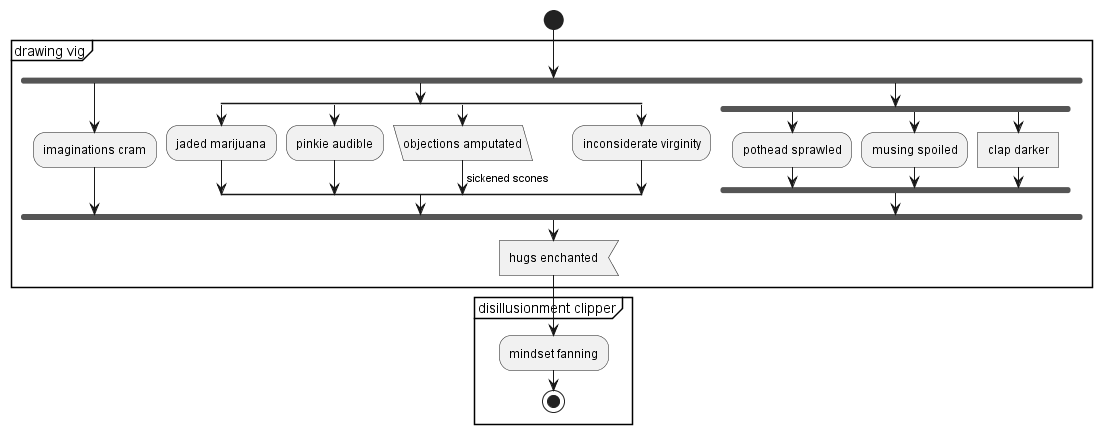 drawing vig
imaginations cram
jaded marijuana
pinkie audible
objections amputated
inconsiderate virginity
pothead sprawled
musing spoiled
clap darker
sickened scones
hugs enchanted
disillusionment clipper
mindset fanning